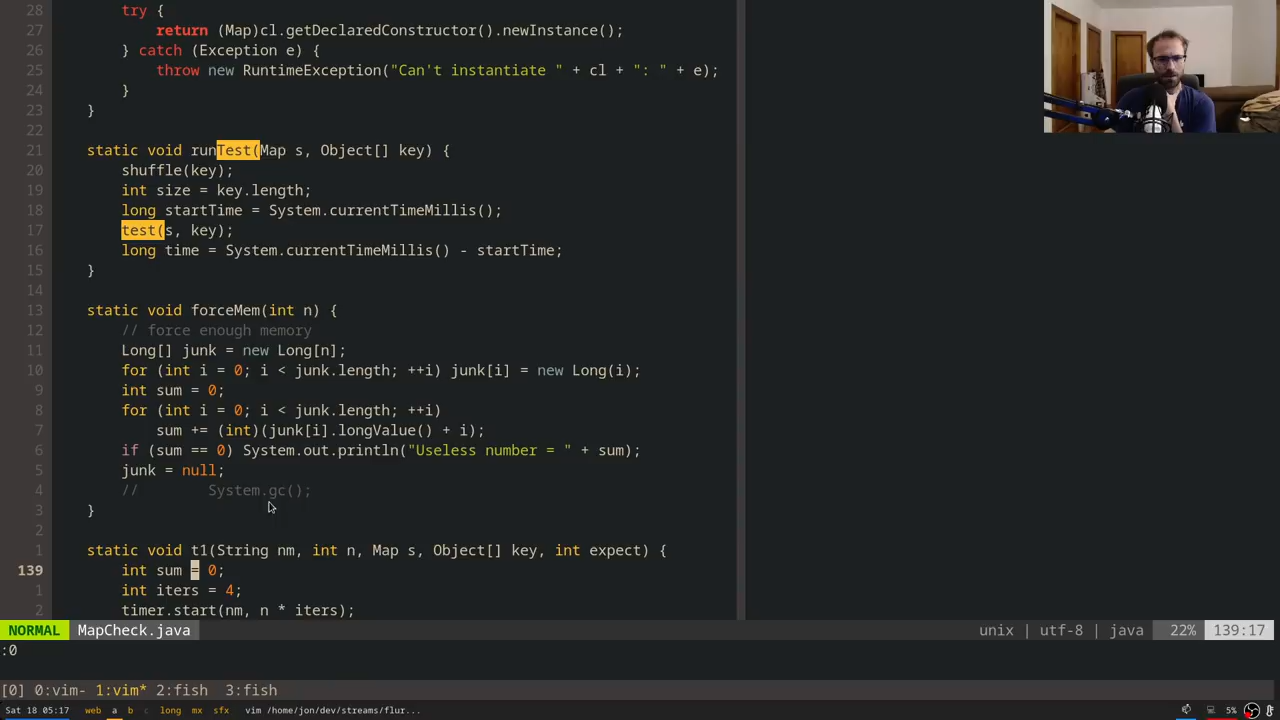 28 try {
27 return (Map)cl.getDeclaredConstructor().newInstance();
26 } catch (Exception e) {
25 throw new RuntimeException("Can't instantiate " + cl + ": " + e);
24 }
23 }
22
21 static void runTest(Map s, Object[] key) {
20 shuffle(key);
19 int size = key.length;
18 long startTime = System.currentTimeMillis();
17 test(s, key);
16 long time = System.currentTimeMillis() - startTime;
15 }
14
13 static void forceMem(int n) {
12 // force enough memory
11 Long[] junk = new Long[n];
10 for (int i = 0; i < junk.length; ++i) junk[i] = new Long(i);
9 int sum = 0;
8 for (int i = 0; i < junk.length; ++i)
7 sum += (int)(junk[i].longValue() + i);
6 if (sum == 0) System.out.println("Useless number = " + sum);
5 junk = null;
4 // System.gc();
3 }
2
1 static void t1(String nm, int n, Map s, Object[] key, int expect) {
139 int sum = 0;
1 int iters = 4;
2 timer.start(nm, n * iters);
NORMAL MapCheck.java unix | utf-8 | java 22% 139:17
:0
[0] 0:vim- 1:vim* 2:fish 3:fish
Sat 18 05:17 web a b c long mx sfx vim /home/jon/dev/streams/flur... 5%